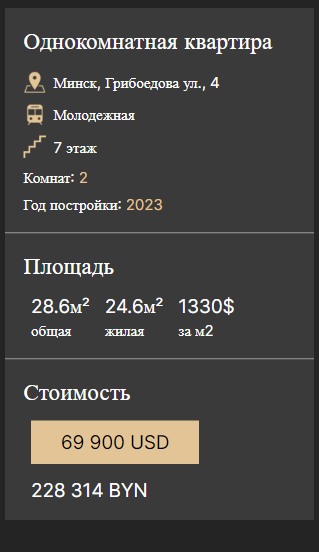 Однокомнатная квартира
Минск, Грибоедова ул., 4
Молодежная
7 этаж
Комнат: 2
Год постройки: 2023
Площадь
28.6м² 24.6м² 1330$
общая жилая за м2
Стоимость
69 900 USD
228 314 BYN